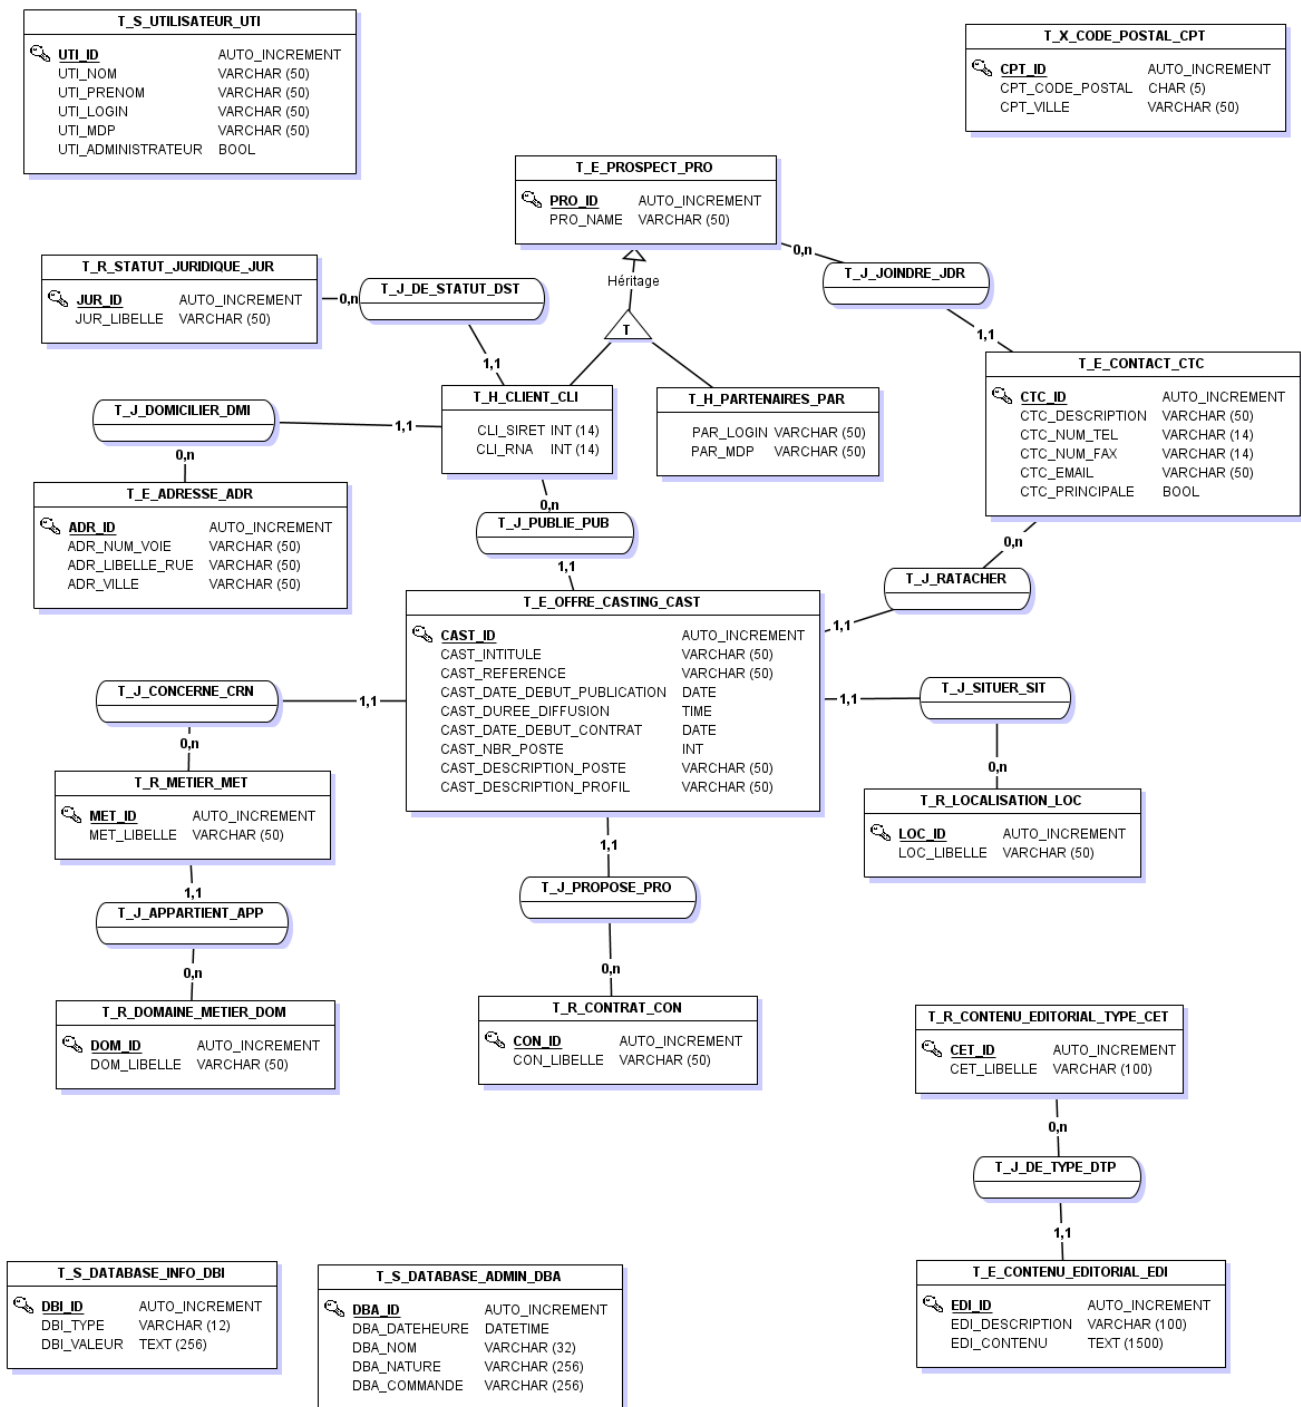 T_S_UTILISATEUR_UTI
UTI_ID AUTO_INCREMENT
UTI_NOM VARCHAR (50)
UTI_PRENOM VARCHAR (50)
UTI_LOGIN VARCHAR (50)
UTI_MDP VARCHAR (50)
UTI_ADMINISTRATEUR BOOL
T_X_CODE_POSTAL_CPT
CPT_ID AUTO_INCREMENT
CPT_CODE_POSTAL CHAR (5)
CPT_VILLE VARCHAR (50)
T_E_PROSPECT_PRO
PRO_ID AUTO_INCREMENT
PRO_NAME VARCHAR (50)
0,n
T_J_JOINDRE_JDR
1,1
Héritage
T
T_R_STATUT_JURIDIQUE_JUR
JUR_ID AUTO_INCREMENT
JUR_LIBELLE VARCHAR (50)
0,n
T_J_DE_STATUT_DST
1,1
T_E_CONTACT_CTC
CTC_ID AUTO_INCREMENT
CTC_DESCRIPTION VARCHAR (50)
CTC_NUM_TEL VARCHAR (14)
CTC_NUM_FAX VARCHAR (14)
CTC_EMAIL VARCHAR (50)
CTC_PRINCIPALE BOOL
T_H_CLIENT_CLI
CLI_SIRET INT (14)
CLI_RNA INT (14)
T_H_PARTENAIRES_PAR
PAR_LOGIN VARCHAR (50)
PAR_MDP VARCHAR (50)
T_J_DOMICILIER_DMI
1,1
0,n
T_E_ADRESSE_ADR
ADR_ID AUTO_INCREMENT
ADR_NUM_VOIE VARCHAR (50)
ADR_LIBELLE_RUE VARCHAR (50)
ADR_VILLE VARCHAR (50)
0,n
T_J_PUBLIE_PUB
1,1
0,n
T_J_RATACHER
1,1
T_E_OFFRE_CASTING_CAST
CAST_ID AUTO_INCREMENT
CAST_INTITULE VARCHAR (50)
CAST_REFERENCE VARCHAR (50)
CAST_DATE_DEBUT_PUBLICATION DATE
CAST_DUREE_DIFFUSION TIME
CAST_DATE_DEBUT_CONTRAT DATE
CAST_NBR_POSTE INT
CAST_DESCRIPTION_POSTE VARCHAR (50)
CAST_DESCRIPTION_PROFIL VARCHAR (50)
T_J_CONCERNE_CRN
1,1
0,n
1,1
T_J_SITUER_SIT
0,n
T_R_METIER_MET
MET_ID AUTO_INCREMENT
MET_LIBELLE VARCHAR (50)
T_R_LOCALISATION_LOC
LOC_ID AUTO_INCREMENT
LOC_LIBELLE VARCHAR (50)
1,1
T_J_APPARTIENT_APP
0,n
1,1
T_J_PROPOSE_PRO
0,n
T_R_DOMAINE_METIER_DOM
DOM_ID AUTO_INCREMENT
DOM_LIBELLE VARCHAR (50)
T_R_CONTRAT_CON
CON_ID AUTO_INCREMENT
CON_LIBELLE VARCHAR (50)
T_R_CONTENU_EDITORIAL_TYPE_CET
CET_ID AUTO_INCREMENT
CET_LIBELLE VARCHAR (100)
0,n
T_J_DE_TYPE_DTP
1,1
T_S_DATABASE_INFO_DBI
DBI_ID AUTO_INCREMENT
DBI_TYPE VARCHAR (12)
DBI_VALEUR TEXT (256)
T_S_DATABASE_ADMIN_DBA
DBA_ID AUTO_INCREMENT
DBA_DATEHEURE DATETIME
DBA_NOM VARCHAR (32)
DBA_NATURE VARCHAR (256)
DBA_COMMANDE VARCHAR (256)
T_E_CONTENU_EDITORIAL_EDI
EDI_ID AUTO_INCREMENT
EDI_DESCRIPTION VARCHAR (100)
EDI_CONTENU TEXT (1500)